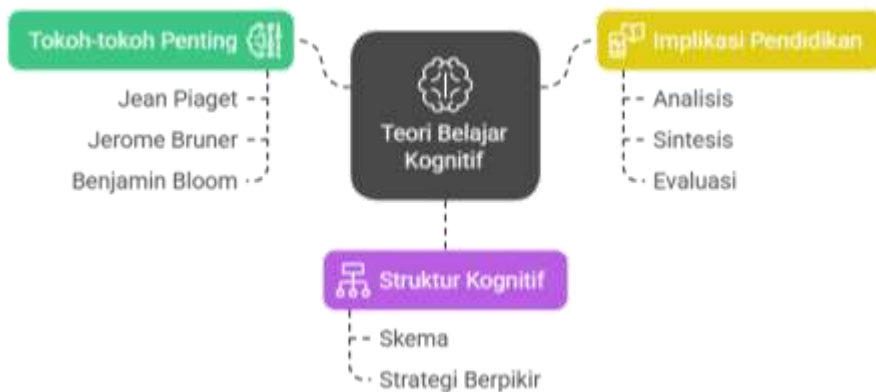 Tokoh-tokoh Penting
Jean Piaget
Jerome Bruner
Benjamin Bloom
Teori Belajar
Kognitif
Implikasi Pendidikan
Analisis
Sintesis
Evaluasi
Struktur Kognitif
Skema
Strategi Berpikir